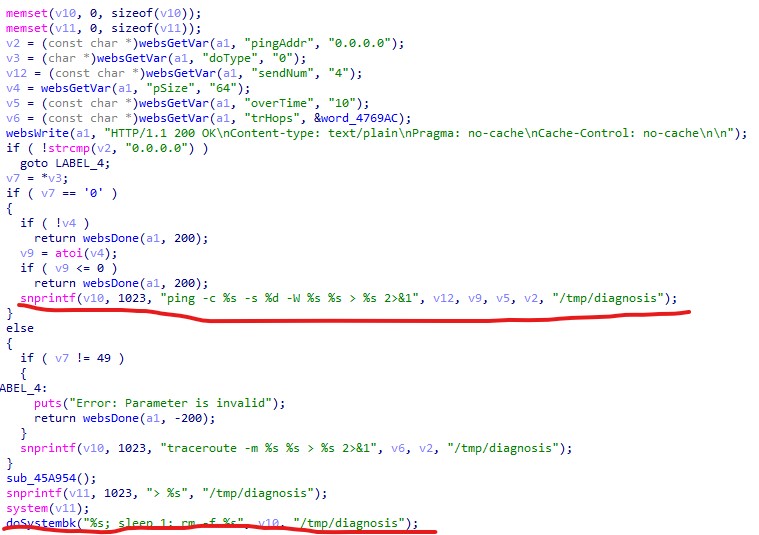 memset(v10, 0, sizeof(v10));
memset(v11, 0, sizeof(v11));
v2 = (const char *)websGetVar(a1, "pingAddr", "0.0.0.0");
v3 = (char *)websGetVar(a1, "doType", "0");
v12 = (const char *)websGetVar(a1, "sendNum", "4");
v4 = websGetVar(a1, "pSize", "64");
v5 = (const char *)websGetVar(a1, "overTime", "10");
v6 = (const char *)websGetVar(a1, "trHops", &word_4769AC);
websWrite(a1, "HTTP/1.1 200 OK\nContent-type: text/plain\nPragma: no-cache\nCache-Control: no-cache\n\n");
if ( !strcmp(v2, "0.0.0.0") )
goto LABEL_4;
v7 = *v3;
if ( v7 == '0' )
{
if ( !v4 )
return websDone(a1, 200);
v9 = atoi(v4);
if ( v9 <= 0 )
return websDone(a1, 200);
snprintf(v10, 1023, "ping -c %s -s %d -W %s %s > %s 2>&1", v12, v9, v5, v2, "/tmp/diagnosis");
}
else
{
if ( v7 != 49 )
{
ABEL_4:
puts("Error: Parameter is invalid");
return websDone(a1, -200);
}
snprintf(v10, 1023, "traceroute -m %s %s > %s 2>&1", v6, v2, "/tmp/diagnosis");
}
sub_45A954();
snprintf(v11, 1023, "> %s", "/tmp/diagnosis");
system(v11);
doSystembk("%s; sleep 1; rm -f %s", v10, "/tmp/diagnosis");